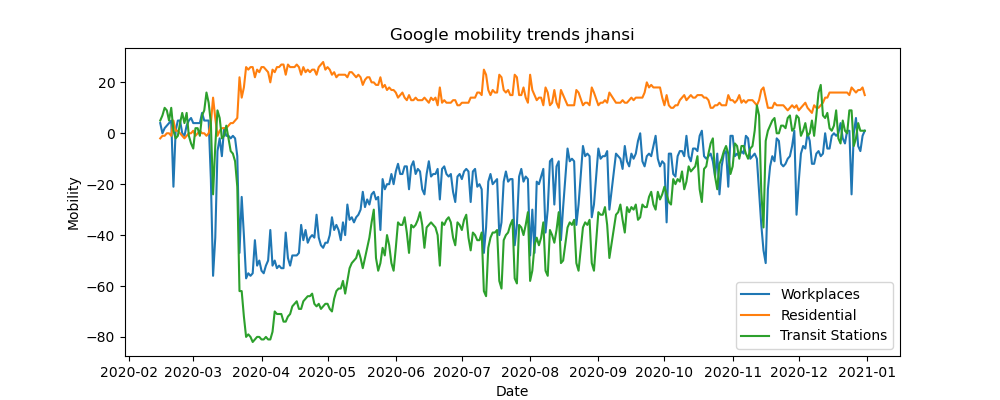 Google mobility trends jhansi
Mobility
20
0
−20
−40
−60
−80
Workplaces
Residential
Transit Stations
2020-02 2020-03 2020-04 2020-05 2020-06 2020-07 2020-08 2020-09 2020-10 2020-11 2020-12 2021-01
Date